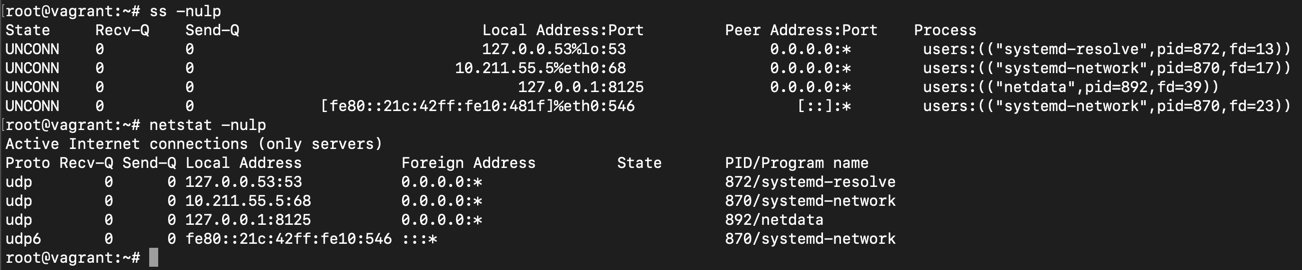 [root@vagrant:~# ss -nulp
State Recv-Q Send-Q Local Address:Port Peer Address:Port Process
UNCONN 0 0 127.0.0.53%lo:53 0.0.0.0:* users:(("systemd-resolve",pid=872,fd=13))
UNCONN 0 0 10.211.55.5%eth0:68 0.0.0.0:* users:(("systemd-network",pid=870,fd=17))
UNCONN 0 0 127.0.0.1:8125 0.0.0.0:* users:(("netdata",pid=892,fd=39))
UNCONN 0 0 [fe80::21c:42ff:fe10:481f]%eth0:546 [::]:* users:(("systemd-network",pid=870,fd=23))
[root@vagrant:~# netstat -nulp
Active Internet connections (only servers)
Proto Recv-Q Send-Q Local Address Foreign Address State PID/Program name
udp 0 0 127.0.0.53:53 0.0.0.0:* 872/systemd-resolve
udp 0 0 10.211.55.5:68 0.0.0.0:* 870/systemd-network
udp 0 0 127.0.0.1:8125 0.0.0.0:* 892/netdata
udp6 0 0 fe80::21c:42ff:fe10:546 :::* 870/systemd-network
root@vagrant:~#